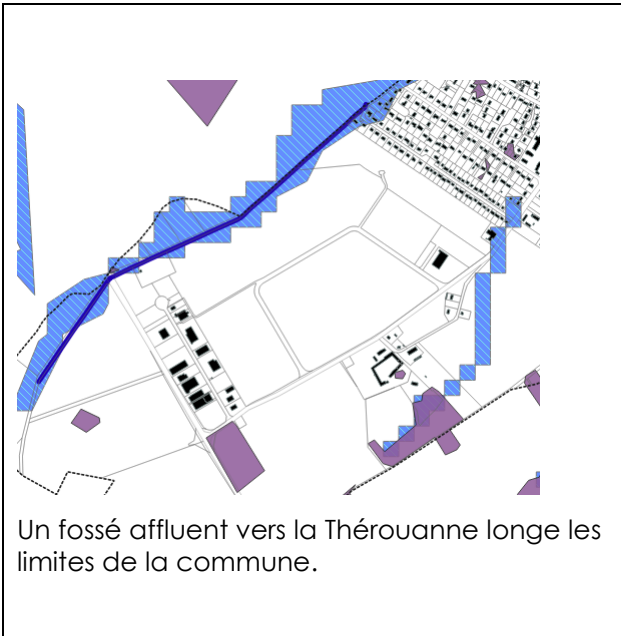 Un fossé affluent vers la Thérouanne longe les
limites de la commune.